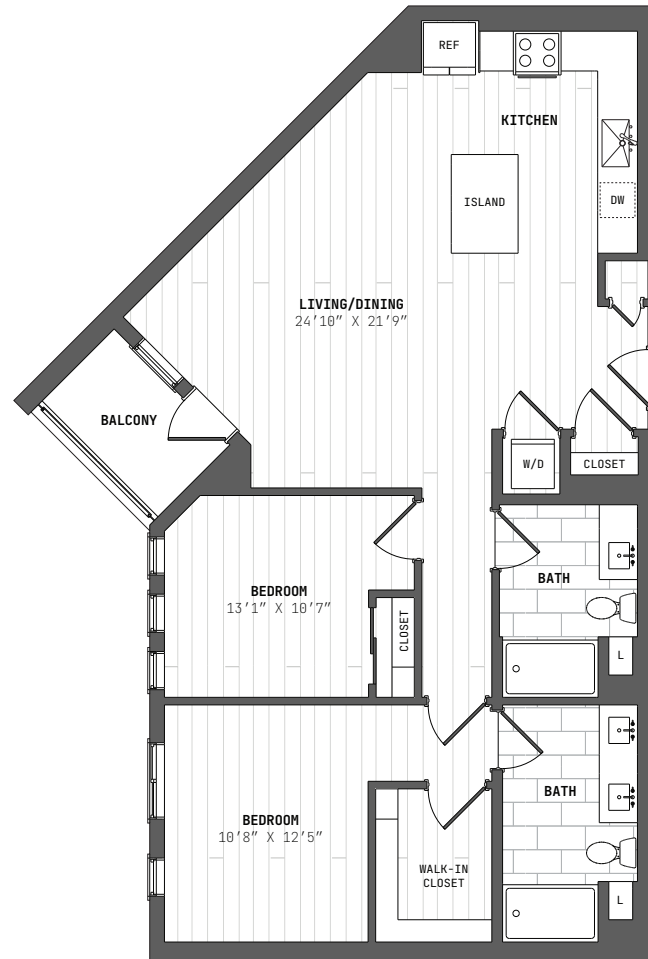 REF
KITCHEN
ISLAND
DW
LIVING/DINING
24’10” X 21’9”
BALCONY
W/D
CLOSET
BATH
BEDROOM
13’1” X 10’7”
CLOSET
L
BATH
BEDROOM
10’8” X 12’5”
WALK-IN
CLOSET
L